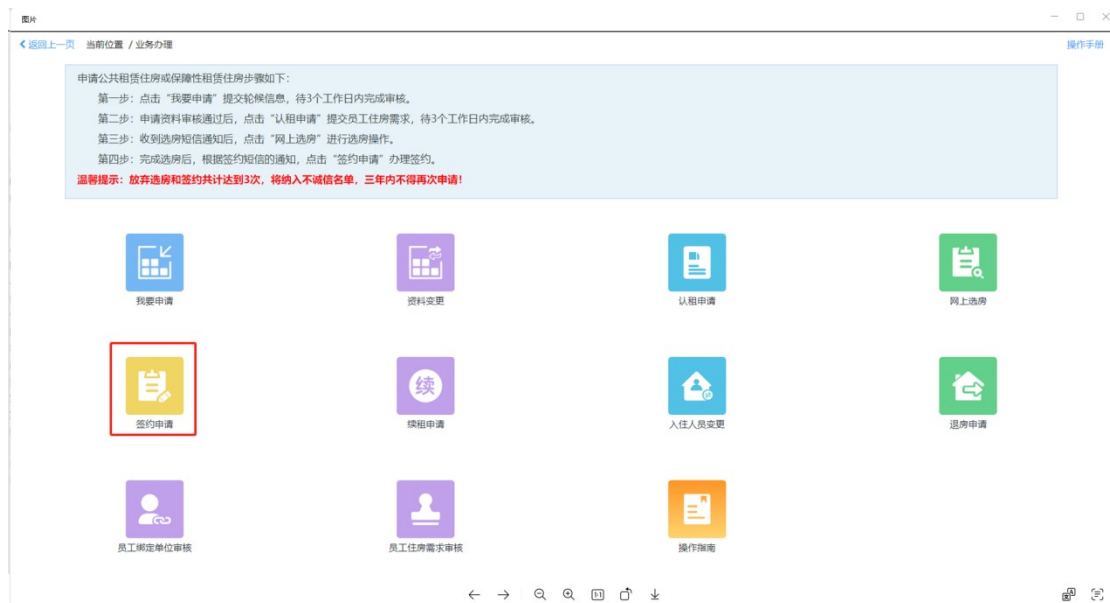 图片
返回上一页 当前位置 / 业务办理 操作手册
申请公共租赁住房或保障性租赁住房步骤如下：
第一步：点击“我要申请”提交轮候信息，待3个工作日内完成审核。
第二步：申请资料审核通过后，点击“认租申请”提交员工住房需求，待3个工作日内完成审核。
第三步：收到选房短信通知后，点击“网上选房”进行选房操作。
第四步：完成选房后，根据签约短信的通知，点击“签约申请”办理签约。
温馨提示：放弃选房和签约共计达到3次，将纳入不诚信名单，三年内不得再次申请！
我要申请 资料变更 认租申请 网上选房
续
签约申请 续租申请 入住人员变更 退房申请
员工绑定单位审核 员工住房需求审核 操作指南
1:1